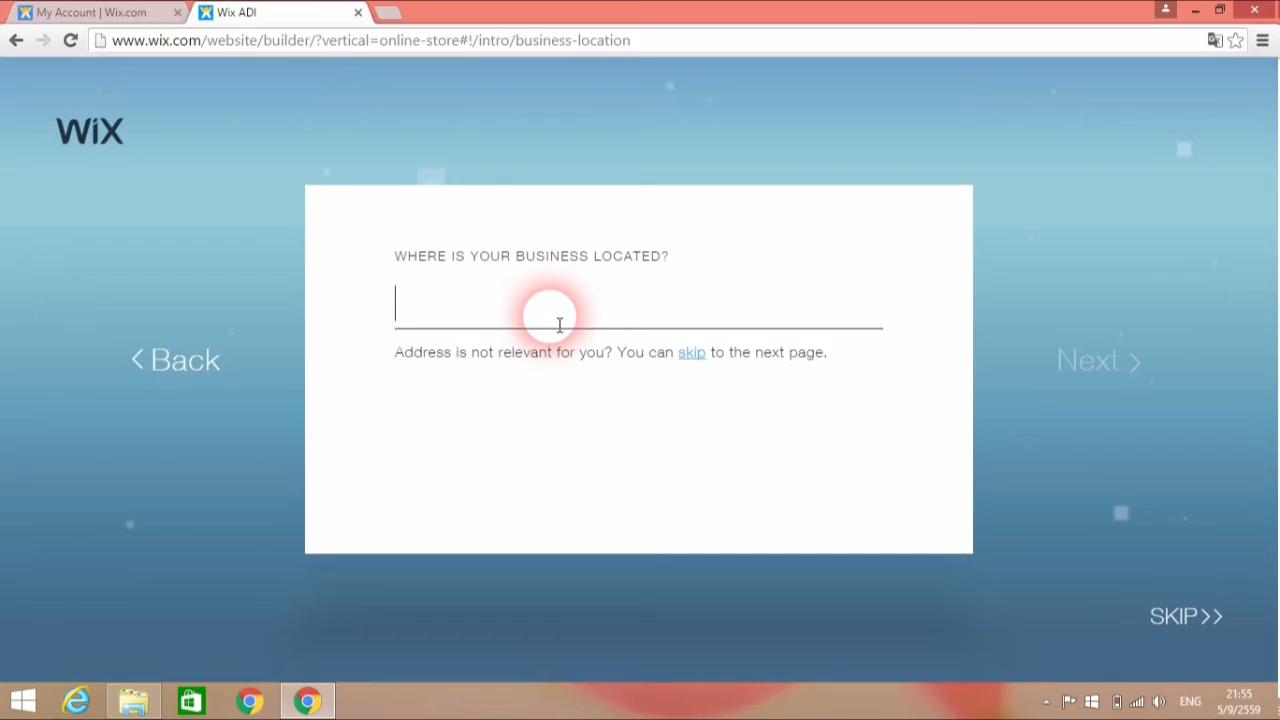 My Account | Wix.com
Wix ADI
www.wix.com/website/builder/?vertical=online-store#!/intro/business-location
WiX
WHERE IS YOUR BUSINESS LOCATED?
Address is not relevant for you? You can skip to the next page.
< Back
Next >
SKIP>>
ENG
21:55
5/9/2559